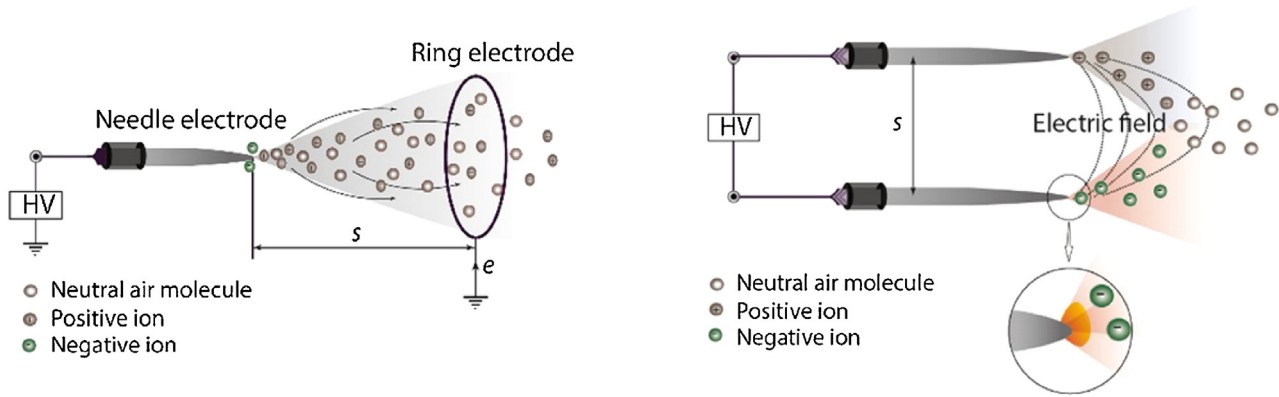 Ring electrode
Needle electrode
HV
s
e
Neutral air molecule
Positive ion
Negative ion
HV
s
Electric field
Neutral air molecule
Positive ion
Negative ion